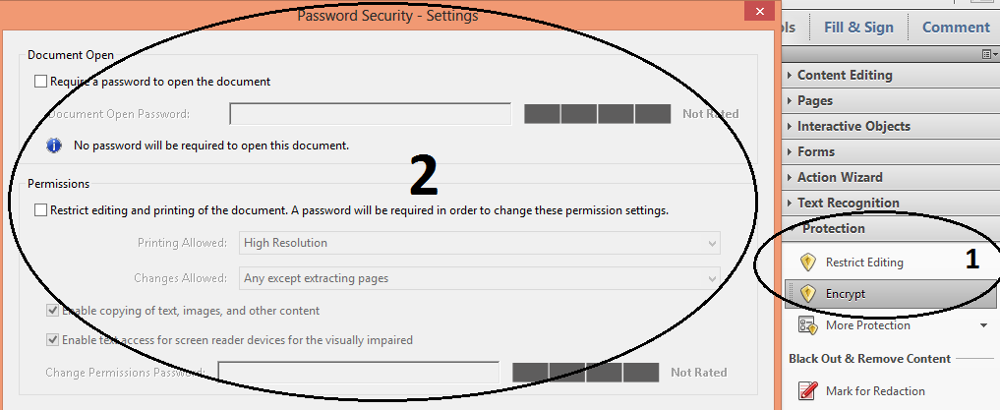 Password Security - Settings
Document Open
Require a password to open the document
Document Open Password:
Not Rated
No password will be required to open this document.
2
Permissions
Restrict editing and printing of the document. A password will be required in order to change these permission settings.
Printing Allowed: High Resolution
Changes Allowed: Any except extracting pages
Enable copying of text, images, and other content
Enable text access for screen reader devices for the visually impaired
Change Permissions Password:
Not Rated
ols Fill & Sign Comment
Content Editing
Pages
Interactive Objects
Forms
Action Wizard
Text Recognition
Protection
Restrict Editing
1
Encrypt
More Protection
Black Out & Remove Content
Mark for Redaction